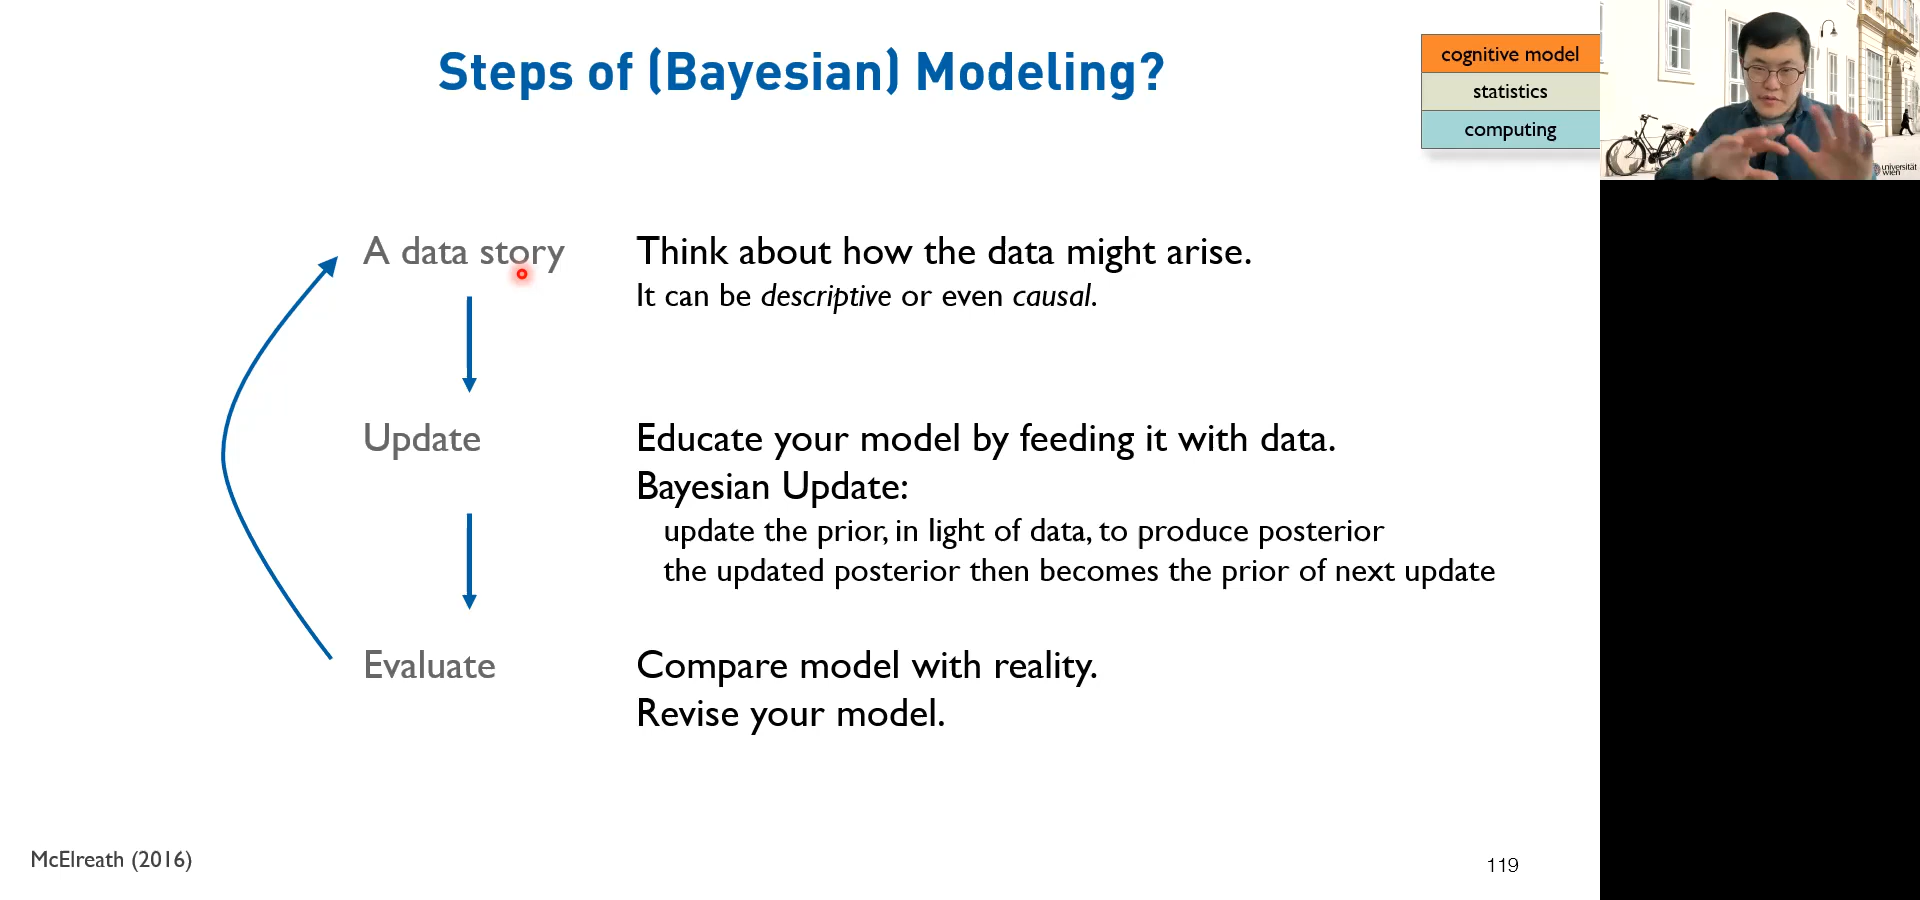 Steps of (Bayesian) Modeling?
cognitive model
statistics
computing
universität
wien
A data story
Think about how the data might arise.
It can be descriptive or even causal.
Update
Educate your model by feeding it with data.
Bayesian Update:
update the prior, in light of data, to produce posterior
the updated posterior then becomes the prior of next update
Evaluate
Compare model with reality.
Revise your model.
McElreath (2016)
119